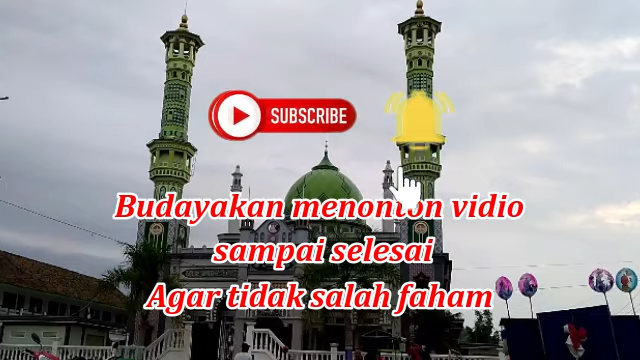 SUBSCRIBE
Budayakan menonton vidio
sampai selesai
Agar tidak salah faham